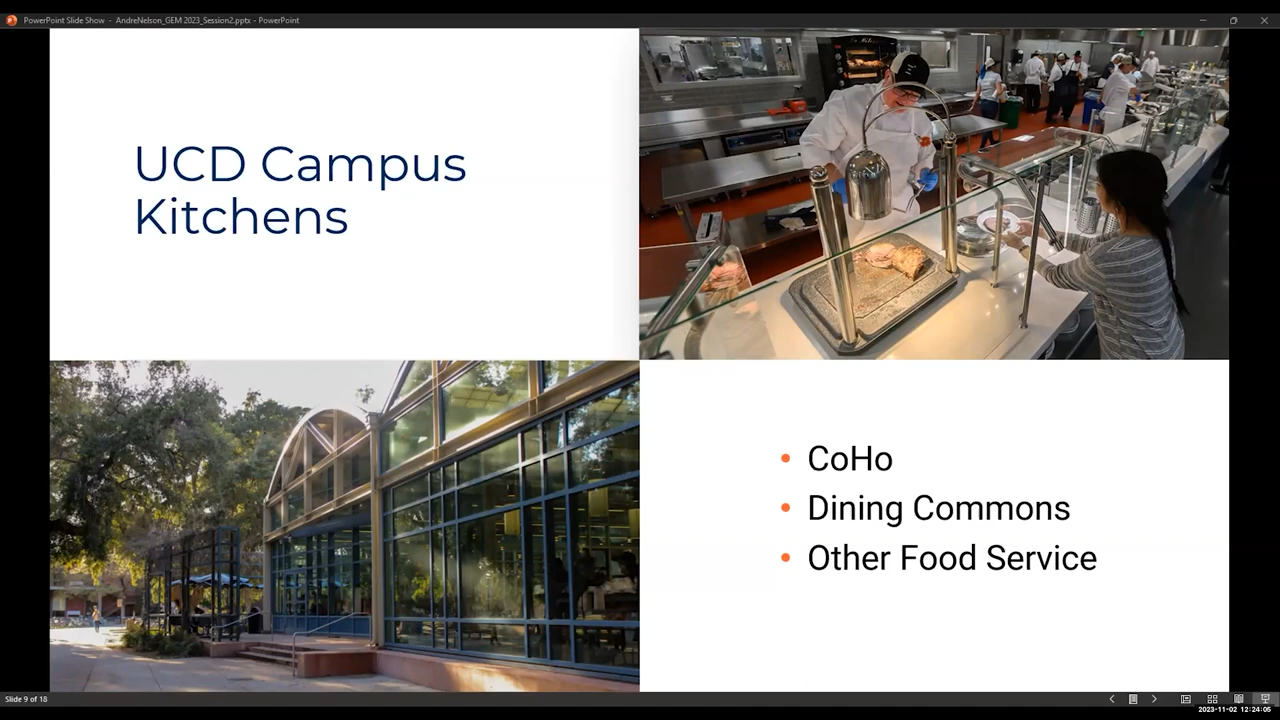 PowerPoint Slide Show - AndreNelson_GEM 2023_Session2.pptx - PowerPoint
UCD Campus
Kitchens
• CoHo
• Dining Commons
• Other Food Service
Slide 9 of 18
2023-11-02 12:24:05